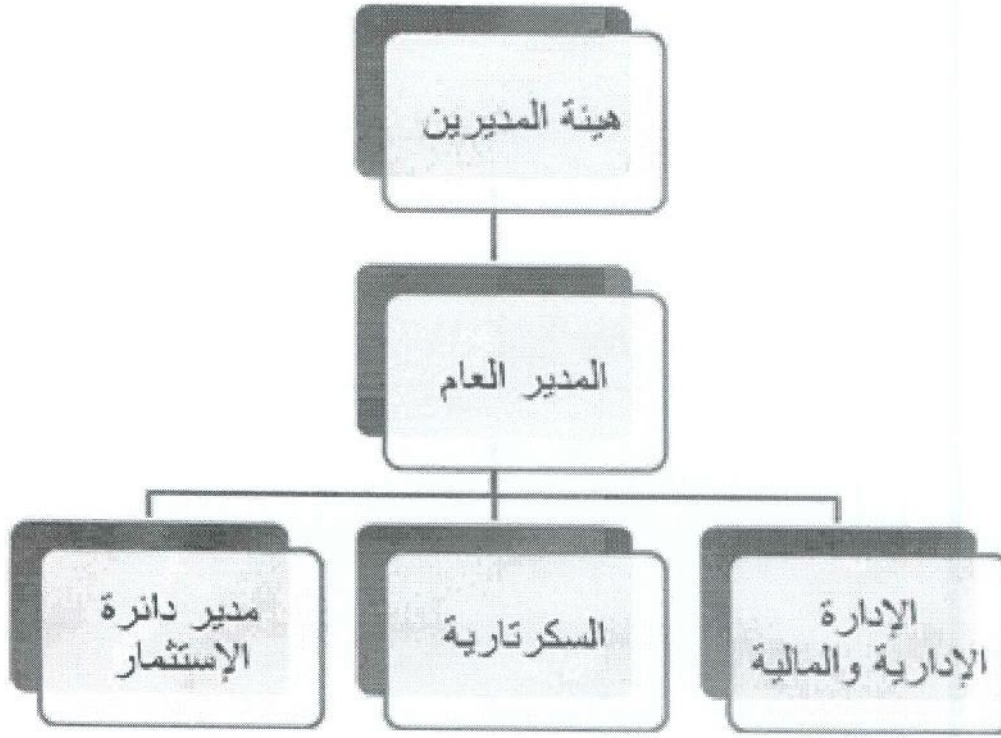 هيئة المديرين
المدير العام
الإدارة
الإدارية والمالية
السكرتارية
مدير دائرة
الإستثمار